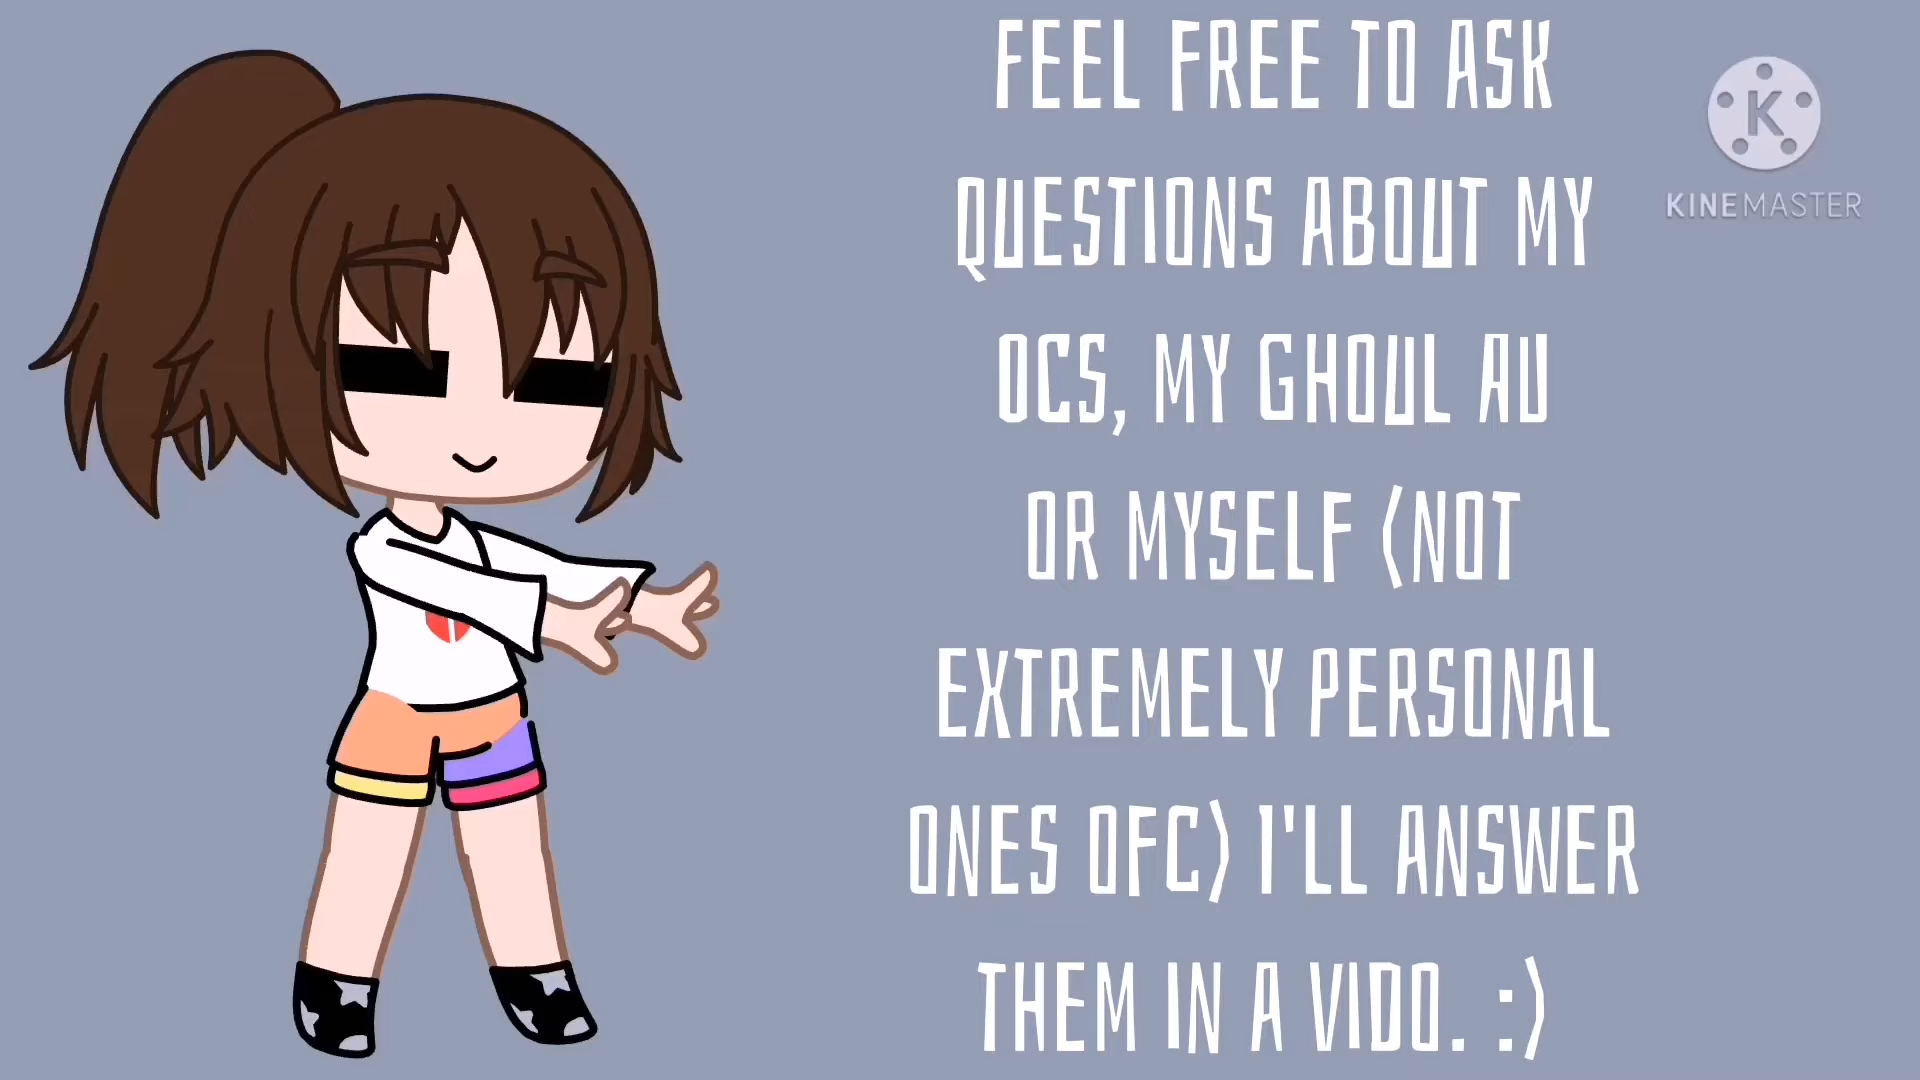 FEEL FREE TO ASK
QUESTIONS ABOUT MY
OCS, MY GHOUL AU
OR MYSELF (NOT
EXTREMELY PERSONAL
ONES OFC) I'LL ANSWER
THEM IN A VIDO. :)
K
KINEMASTER